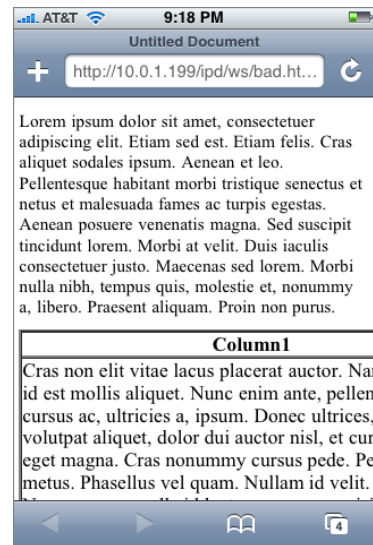 AT&T 9:18 PM
Untitled Document
http://10.0.1.199/ipd/ws/bad.ht...
Lorem ipsum dolor sit amet, consectetuer
adipiscing elit. Etiam sed est. Etiam felis. Cras
aliquet sodales ipsum. Aenean et leo.
Pellentesque habitant morbi tristique senectus et
netus et malesuada fames ac turpis egestas.
Aenean posuere venenatis magna. Sed suscipit
tincidunt lorem. Morbi at velit. Duis iaculis
consectetuer justo. Maecenas sed lorem. Morbi
nulla nibh, tempus quis, molestie et, nonummy
a, libero. Praesent aliquam. Proin non purus.
Column1
Cras non elit vitae lacus placerat auctor. Nar
id est mollis aliquet. Nunc enim ante, pellen
cursus ac, ultricies a, ipsum. Donec ultrices,
volutpat aliquet, dolor dui auctor nisl, et cur
eget magna. Cras nonummy cursus pede. Pe
metus. Phasellus vel quam. Nullam id velit.
4